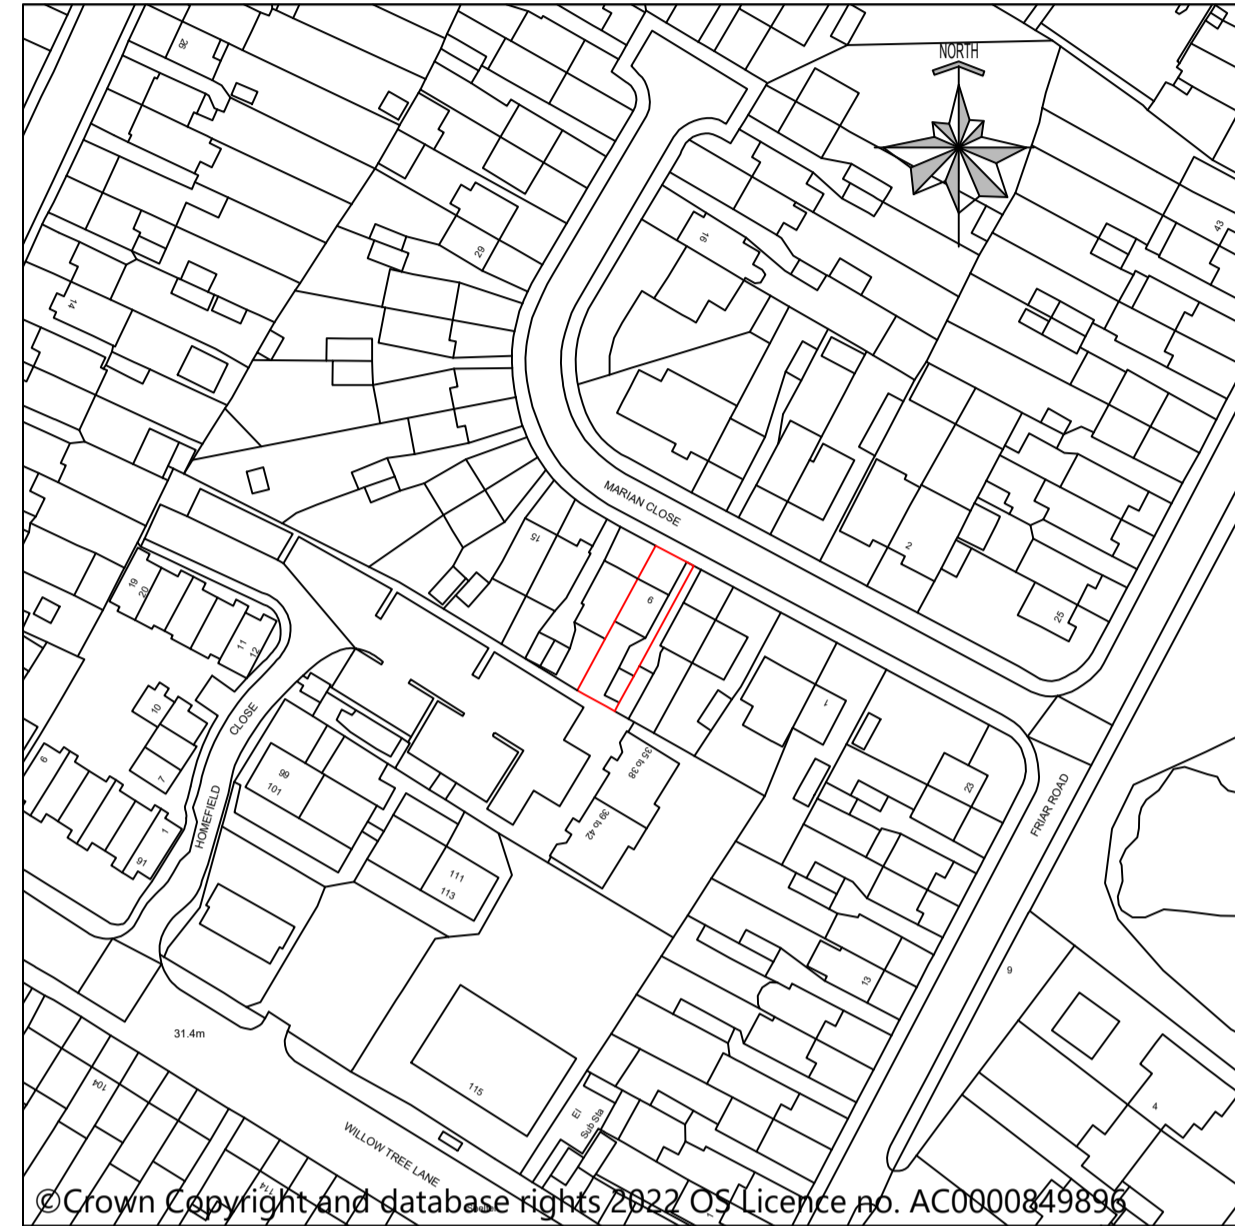 26
NORTH
43
29
16
14
MARIAN CLOSE
15
2
19
20
9
25
11
12
10
CLOSE
1
35 to 38
99
101
7
23
HOMEFIELD
39 to 42
FRIAR ROAD
1
91
111
113
13
9
31.4m
104
115
El
Sub Sta
4
WILLOW TREE LANE
114
1
©Crown Copyright and database rights 2022 OS Licence no. AC0000849896